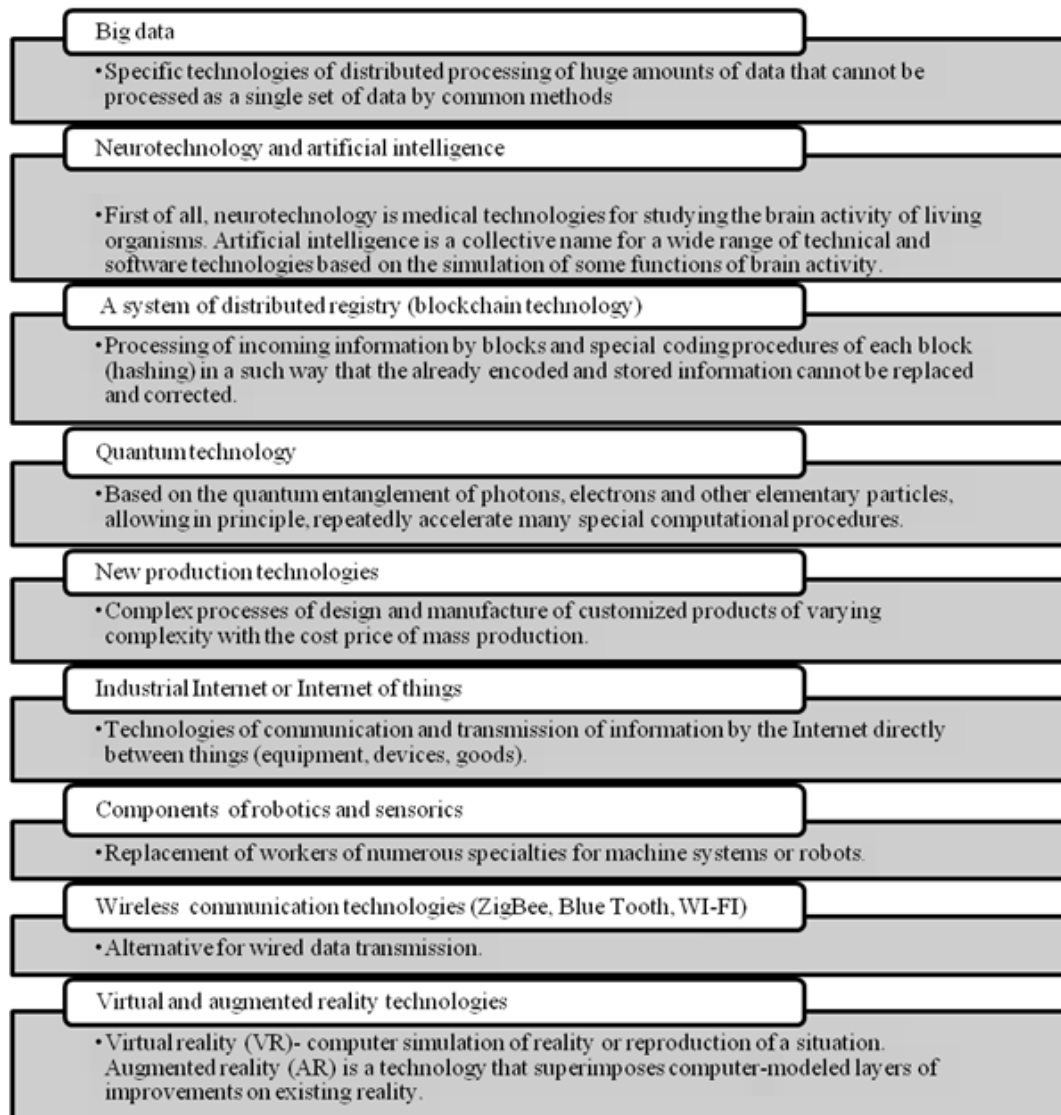 Big data
•Specific technologies of distributed processing of huge amounts of data that cannot be
processed as a single set of data by common methods
Neurotechnology and artificial intelligence
•First of all, neurotechnology is medical technologies for studying the brain activity of living
organisms. Artificial intelligence is a collective name for a wide range of technical and
software technologies based on the simulation of some functions of brain activity.
A system of distributed registry (blockchain technology)
•Processing of incoming information by blocks and special coding procedures of each block
(hashing) in a such way that the already encoded and stored information cannot be replaced
and corrected.
Quantum technology
•Based on the quantum entanglement of photons, electrons and other elementary particles,
allowing in principle, repeatedly accelerate many special computational procedures.
New production technologies
•Complex processes of design and manufacture of customized products of varying
complexity with the cost price of mass production.
Industrial Internet or Internet of things
•Technologies of communication and transmission of information by the Internet directly
between things (equipment, devices, goods).
Components of robotics and sensorics
•Replacement of workers of numerous specialties for machine systems or robots.
Wireless communication technologies (ZigBee, Blue Tooth, WI-FI)
•Alternative for wired data transmission.
Virtual and augmented reality technologies
•Virtual reality (VR)- computer simulation of reality or reproduction of a situation.
Augmented reality (AR) is a technology that superimposes computer-modeled layers of
improvements on existing reality.